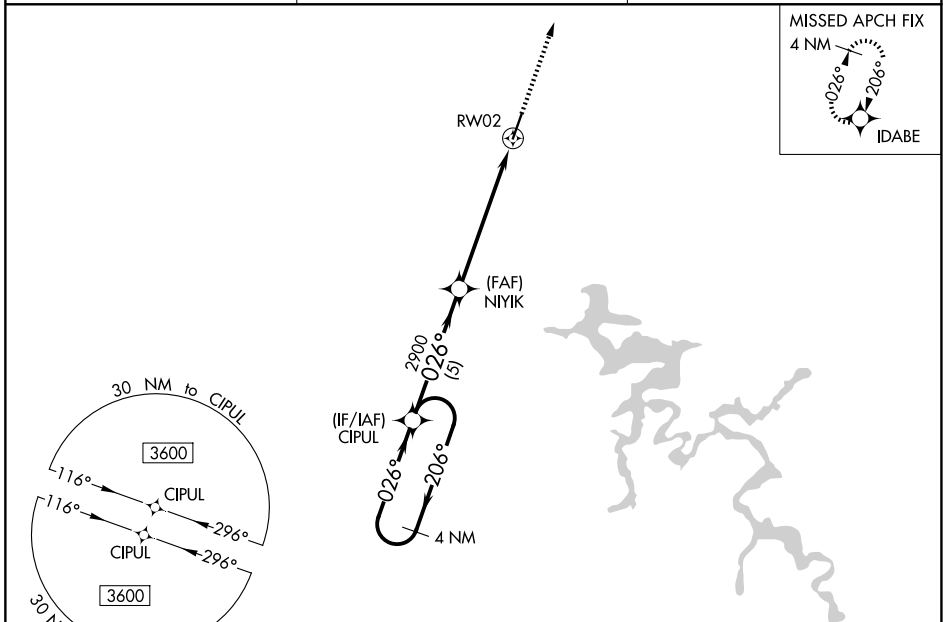 MISSED APCH FIX
4 NM
026°
206°
IDABE
RW02
(FAF)
NIYIK
2900
026°
(5)
(IF/IAF)
CIPUL
026°
206°
4 NM
30 NM to CIPUL
3600
116°
CIPUL
296°
116°
CIPUL
296°
3600